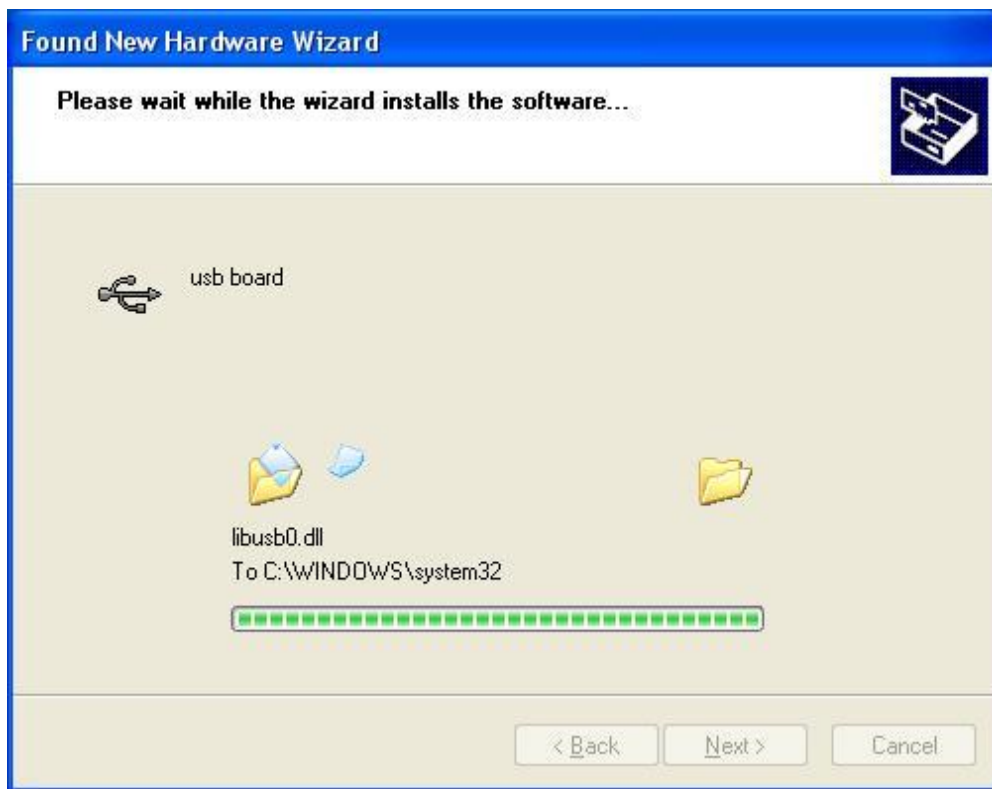 Found New Hardware Wizard
Please wait while the wizard installs the software...
usb board
libusb0.dll
To C:\WINDOWS\system32
< Back
Next >
Cancel